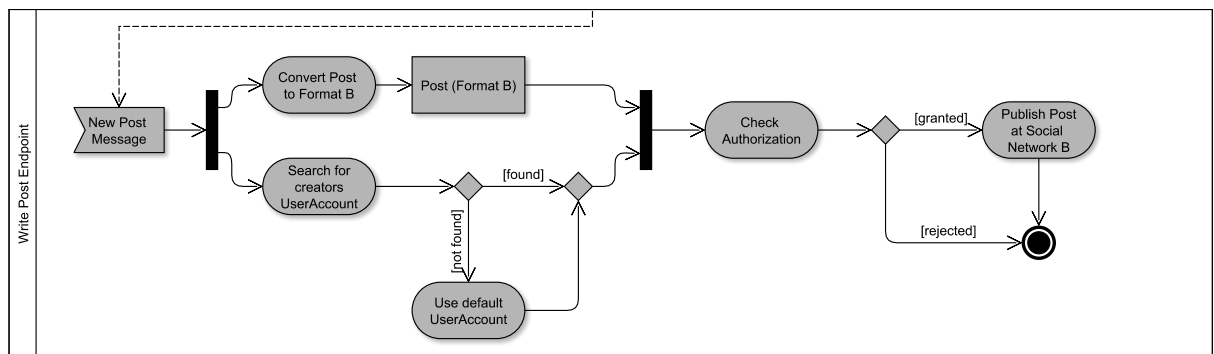 Write Post Endpoint
New Post
Message
Convert Post
to Format B
Post (Format B)
Search for
creators
UserAccount
[found]
[not found]
Use default
UserAccount
Check
Authorization
[granted]
[rejected]
Publish Post
at Social
Network B